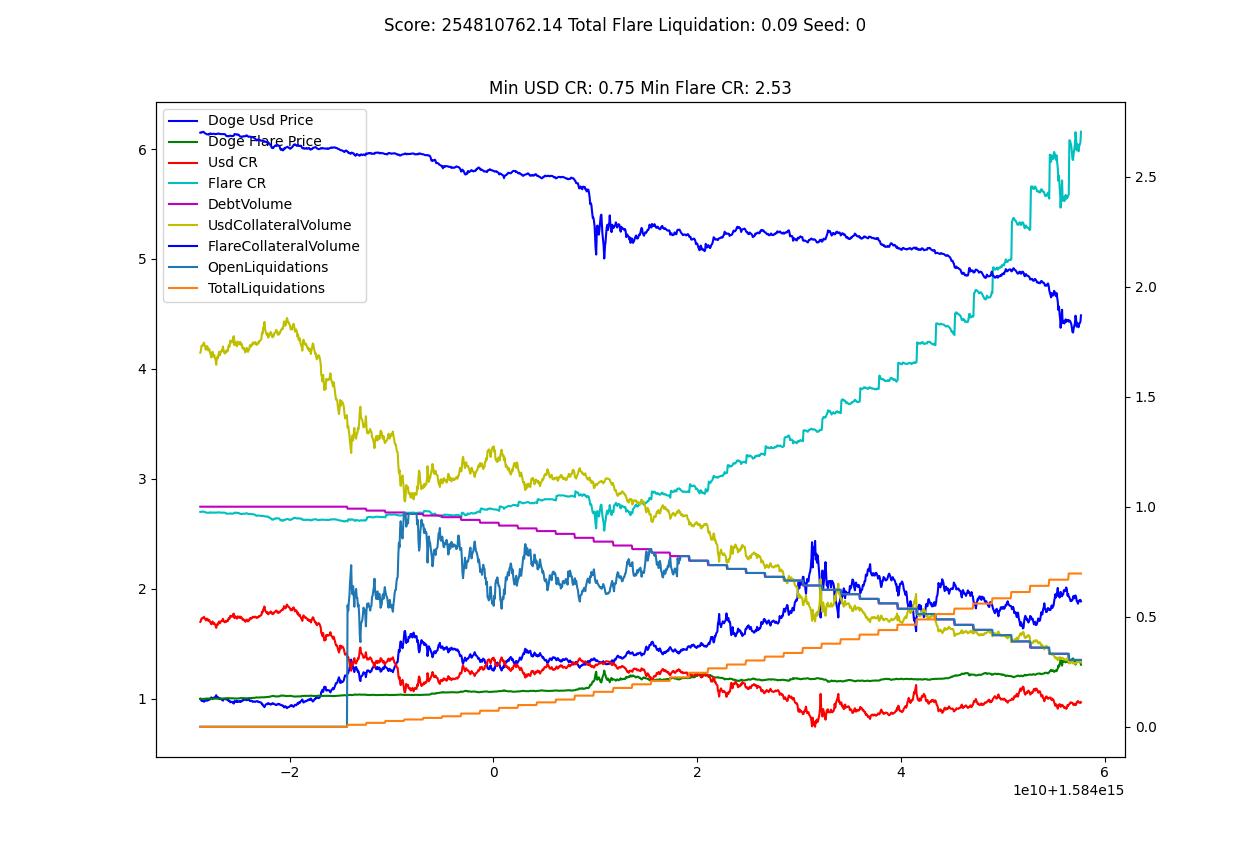 Score: 254810762.14 Total Flare Liquidation: 0.09 Seed: 0
Min USD CR: 0.75 Min Flare CR: 2.53
Doge Usd Price
Doge Flare Price
Usd CR
Flare CR
DebtVolume
UsdCollateralVolume
FlareCollateralVolume
OpenLiquidations
TotalLiquidations
6
5
4
3
2
1
2.5
2.0
1.5
1.0
0.5
0.0
−2
0
2
4
6
1e10+1.584e15